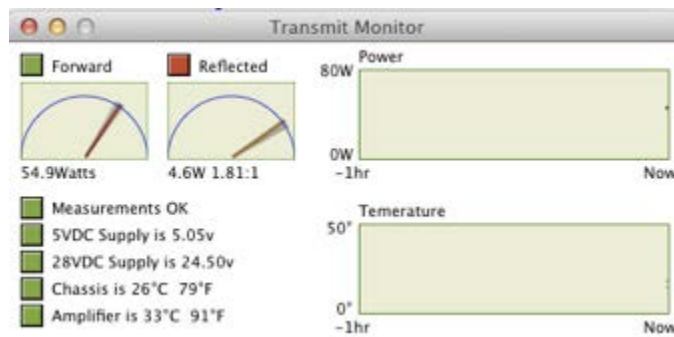 Transmit Monitor
Forward
Reflected
54.9Watts
4.6W 1.81:1
Measurements OK
5VDC Supply is 5.05v
28VDC Supply is 24.50v
Chassis is 26°C 79°F
Amplifier is 33°C 91°F
Power
80W
0W
-1hr
Now
Temerature
50°
0°
-1hr
Now